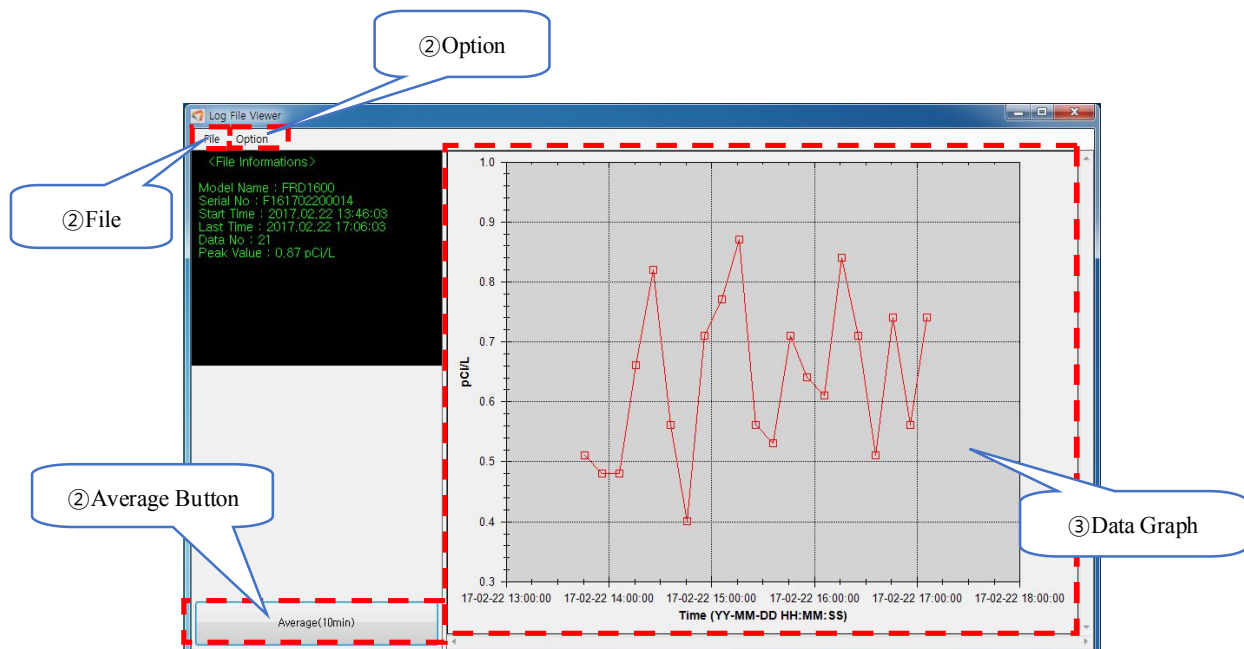 ②Option
Log File Viewer
File Option
②File
<File Informations>
Model Name : FRD1600
Serial No : F161702200014
Start Time : 2017.02.22 13:46:03
Last Time : 2017.02.22 17:06:03
Data No : 21
Peak Value : 0.87 pCi/L
②Average Button
Average(10min)
1.0
0.9
0.8
0.7
0.6
0.5
0.4
0.3
pCi/L
17-02-22 13:00:00 17-02-22 14:00:00 17-02-22 15:00:00 17-02-22 16:00:00 17-02-22 17:00:00 17-02-22 18:00:00
Time (YY-MM-DD HH:MM:SS)
③Data Graph